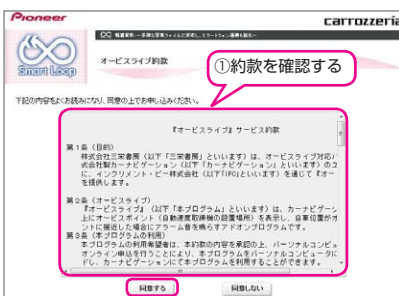 Pioneer
carrozzeria
Smart Loop
オービスライブ約款
①約款を確認する
下記の内容をよくお読みになり、同意の上でお申し込みください。
『オービスライブ』サービス約款
第1条(目的)
株式会社三栄書房(以下「三栄書房」といいます)は、オービスライブ対応パ
式会社製カーナビゲーション(以下「カーナビゲーション」といいます)のユ
に、インクリメント・ピー株式会社(以下「IPC」といいます)を通じて『オー
を提供します。
第2条(オービスライブ)
『オービスライブ』(以下「本プログラム」といいます)は、カーナビゲーシ
上にオービスポイント(自動速度取締機の設置場所)を表示し、自車位置がオ
ントに接近した場合にアラーム音を鳴らすアドオンプログラムです。
第3条(本プログラムの利用)
本プログラムの利用希望者は、本約款の内容を承認の上、パーソナルコンピュ
オンライン申込を行うことにより、本プログラムをパーソナルコンピュータに
ドし、カーナビゲーションにて本プログラムを利用することができます。
同意する
同意しない